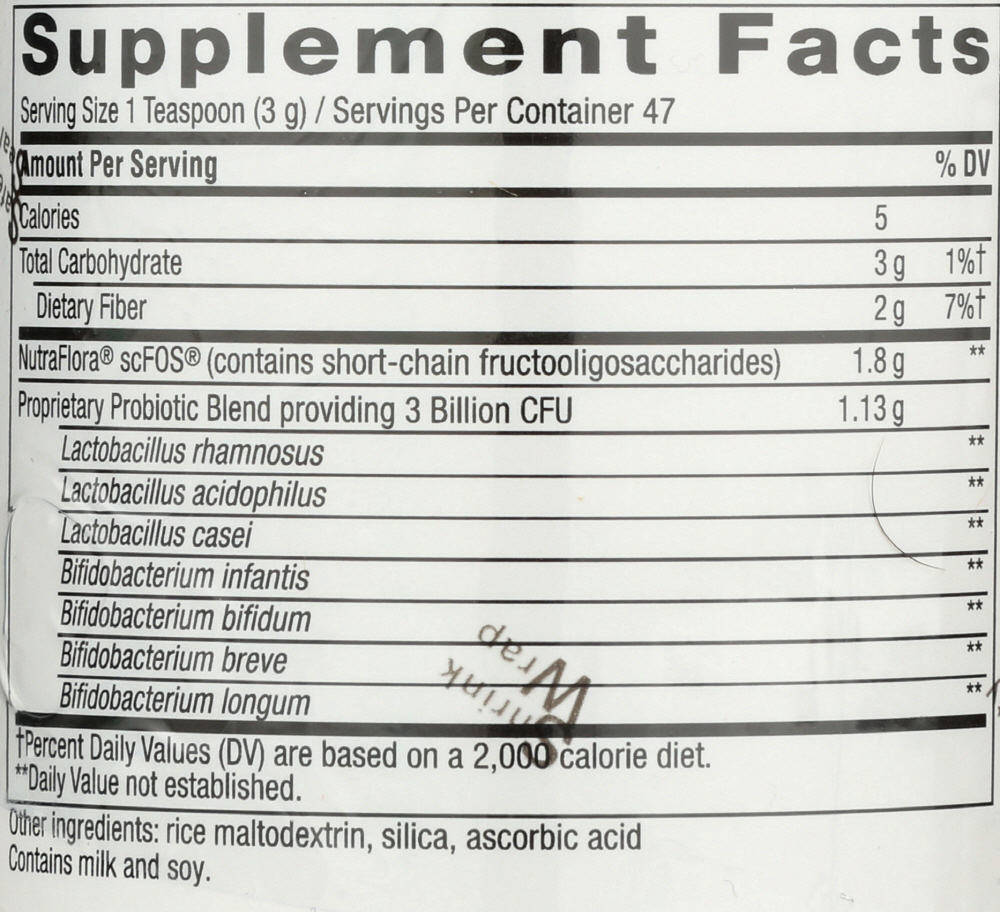 Supplement Facts
Serving Size 1 Teaspoon (3 g) / Servings Per Container 47
Amount Per Serving % DV
Calories 5
Total Carbohydrate 3 g 1%†
Dietary Fiber 2 g 7%†
NutraFlora® scFOS® (contains short-chain fructooligosaccharides) 1.8 g **
Proprietary Probiotic Blend providing 3 Billion CFU 1.13 g
Lactobacillus rhamnosus **
Lactobacillus acidophilus **
Lactobacillus casei **
Bifidobacterium infantis **
Bifidobacterium bifidum **
Bifidobacterium breve **
Bifidobacterium longum **
Shrink
Wrap
†Percent Daily Values (DV) are based on a 2,000 calorie diet.
**Daily Value not established.
Other ingredients: rice maltodextrin, silica, ascorbic acid
Contains milk and soy.